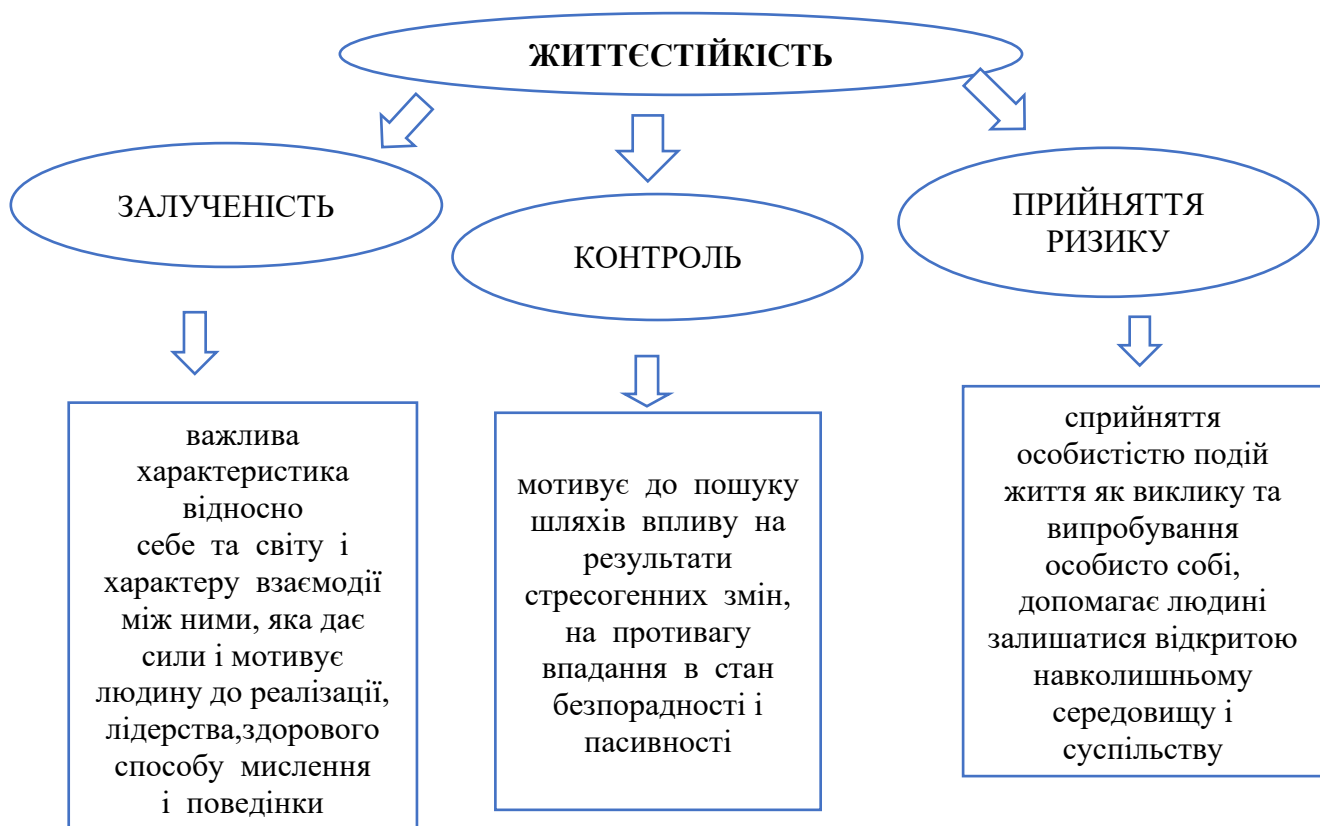 ЖИТТЄСТІЙКІСТЬ
ЗАЛУЧЕНІСТЬ
КОНТРОЛЬ
ПРИЙНЯТТЯ
РИЗИКУ
важлива
характеристика
відносно
себе та світу і
характеру взаємодії
між ними, яка дає
сили і мотивує
людину до реалізації,
лідерства,здорового
способу мислення
і поведінки
мотивує до пошуку
шляхів впливу на
результати
стресогенних змін,
на противагу
впадання в стан
безпорадності і
пасивності
сприйняття
особистістю подій
життя як виклику та
випробування
особисто собі,
допомагає людині
залишатися відкритою
навколишньому
середовищу і
суспільству